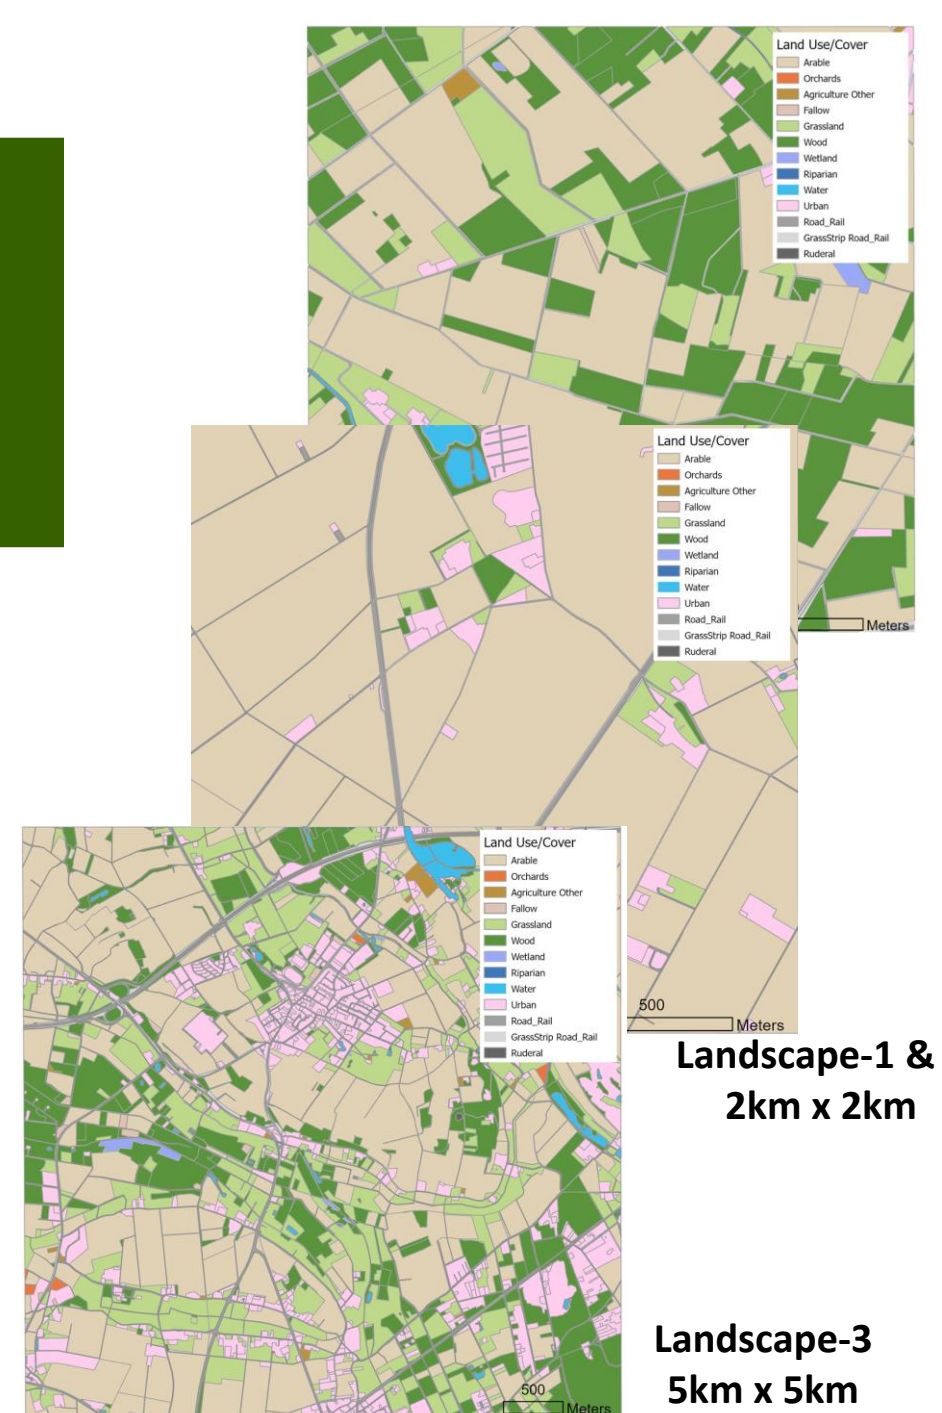 Land Use/Cover
Arable
Orchards
Agriculture Other
Fallow
Grassland
Wood
Wetland
Riparian
Water
Urban
Road_Rail
GrassStrip Road_Rail
Ruderal
Meters
Land Use/Cover
Arable
Orchards
Agriculture Other
Fallow
Grassland
Wood
Wetland
Riparian
Water
Urban
Road_Rail
GrassStrip Road_Rail
Ruderal
500
Meters
Land Use/Cover
Arable
Orchards
Agriculture Other
Fallow
Grassland
Wood
Wetland
Riparian
Water
Urban
Road_Rail
GrassStrip Road_Rail
Ruderal
500
Meters
Landscape-1 &
2km x 2km
Landscape-3
5km x 5km